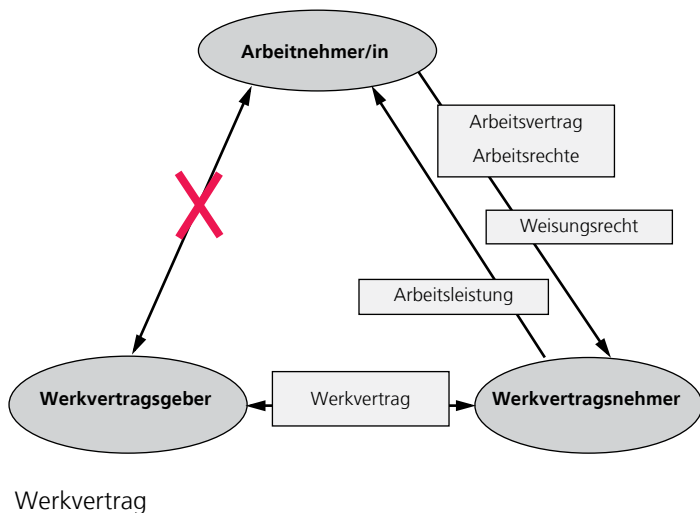 Arbeitnehmer/in
Arbeitsvertrag
Arbeitsrechte
Weisungsrecht
Arbeitsleistung
Werkvertragsgeber
Werkvertrag
Werkvertragsnehmer
Werkvertrag